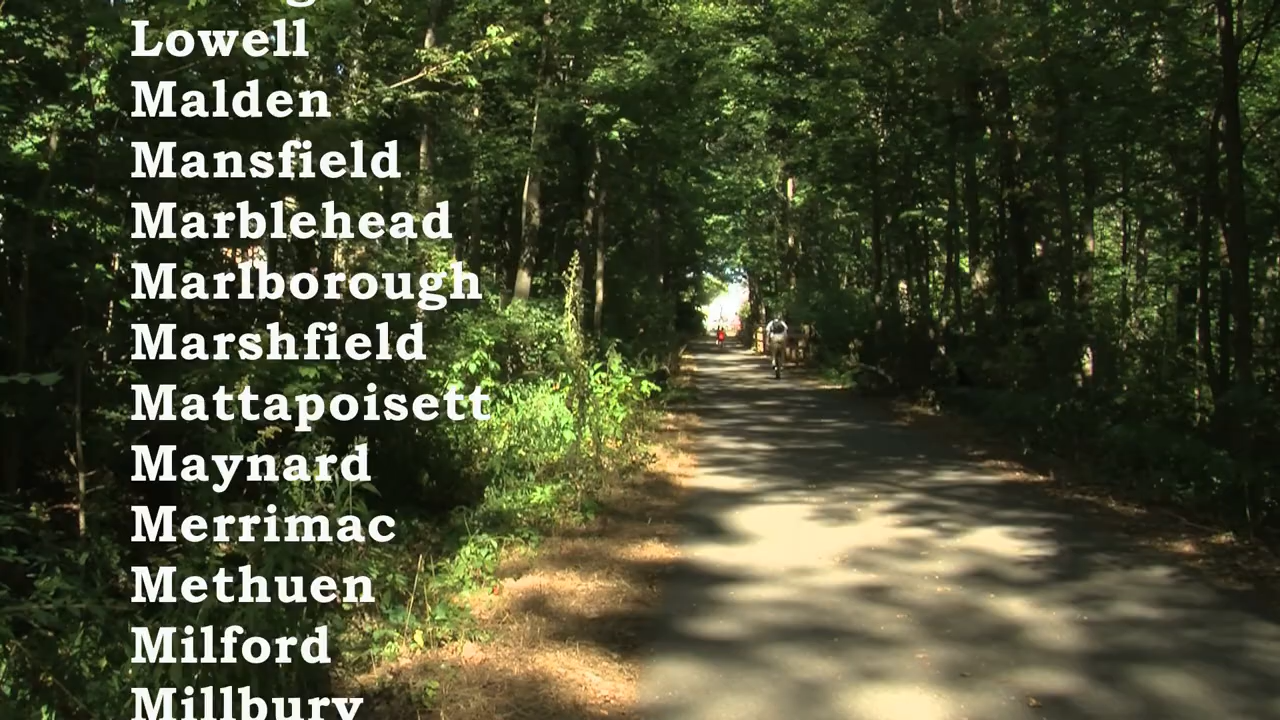 Lowell
Malden
Mansfield
Marblehead
Marlborough
Marshfield
Mattapoisett
Maynard
Merrimac
Methuen
Milford
Millbury